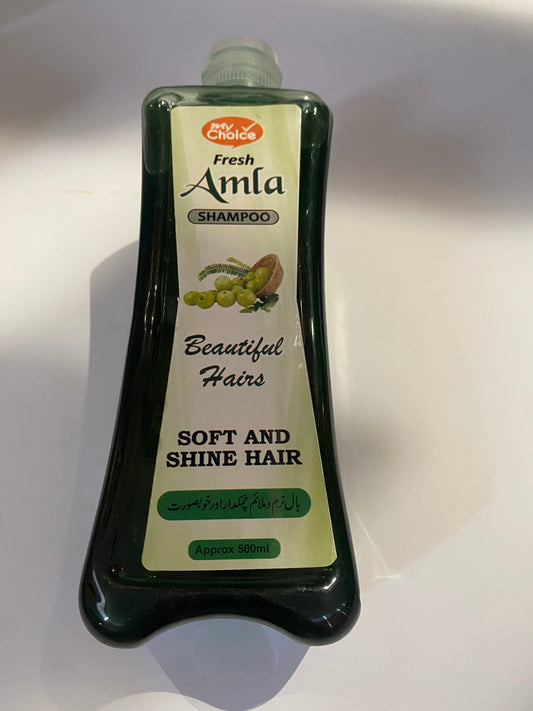 My
Choice
Fresh
Amla
SHAMPOO
Beautiful
Hairs
SOFT AND
SHINE HAIR
بال نرم و ملائم چمکدار اور خوبصورت
Approx 500ml